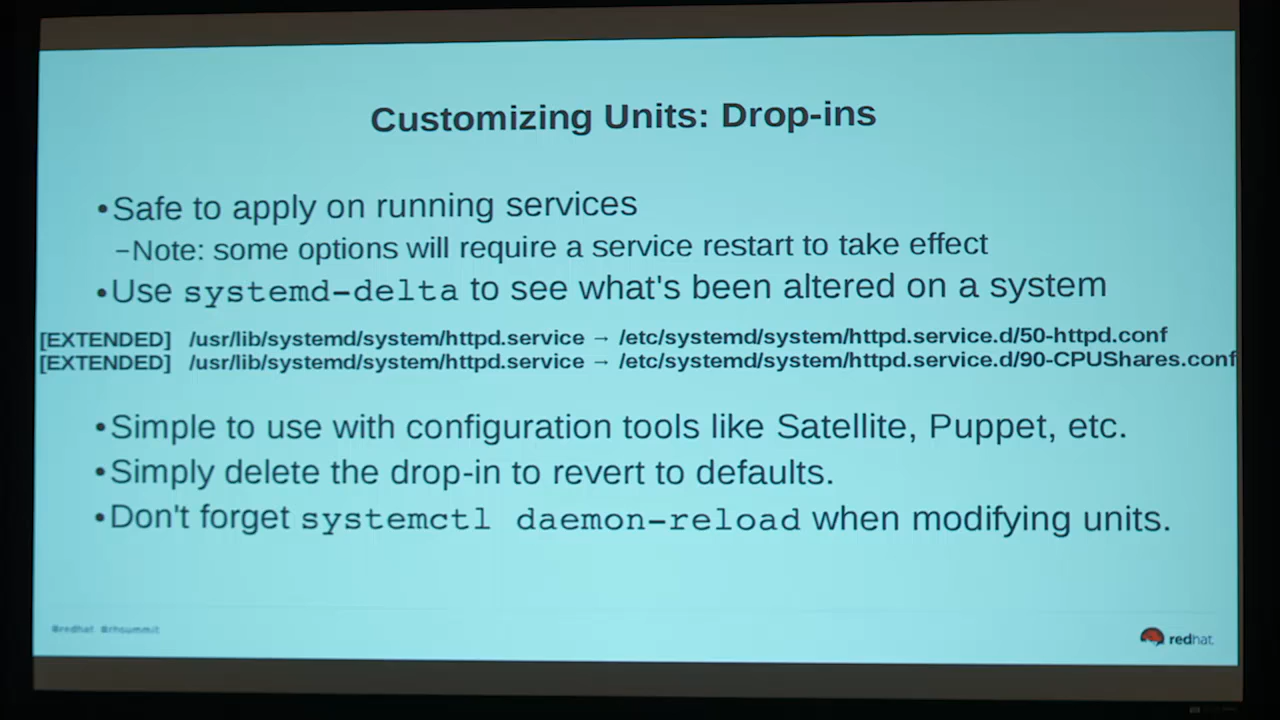 Customizing Units: Drop-ins
•Safe to apply on running services
–Note: some options will require a service restart to take effect
•Use systemd-delta to see what's been altered on a system
[EXTENDED] /usr/lib/systemd/system/httpd.service → /etc/systemd/system/httpd.service.d/50-httpd.conf
[EXTENDED] /usr/lib/systemd/system/httpd.service → /etc/systemd/system/httpd.service.d/90-CPUShares.conf
•Simple to use with configuration tools like Satellite, Puppet, etc.
•Simply delete the drop-in to revert to defaults.
•Don't forget systemctl daemon-reload when modifying units.
#redhat #rhsummit
redhat.